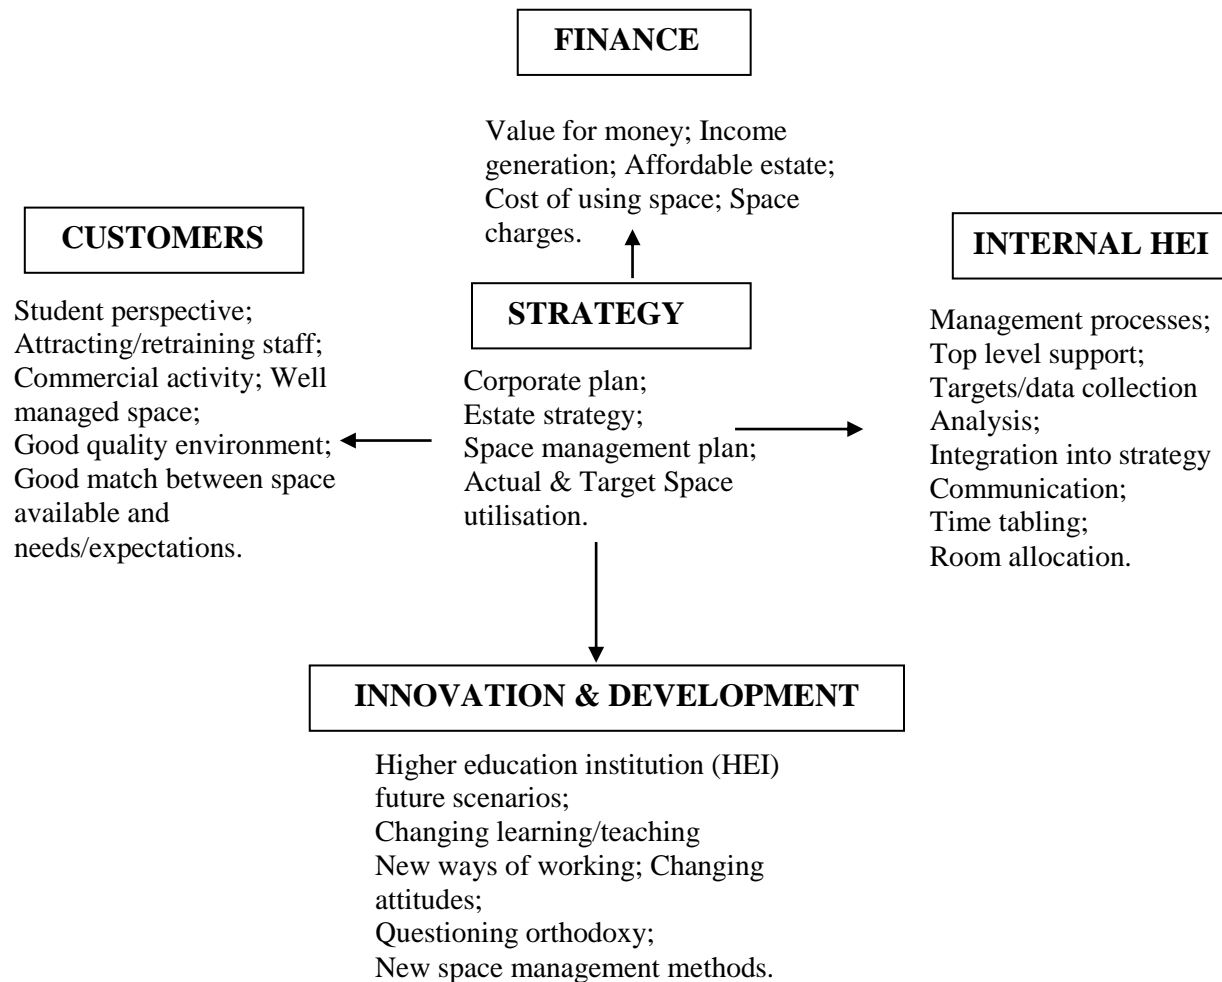 FINANCE
Value for money; Income
generation; Affordable estate;
Cost of using space; Space
charges.
CUSTOMERS
Student perspective;
Attracting/retraining staff;
Commercial activity; Well
managed space;
Good quality environment;
Good match between space
available and
needs/expectations.
STRATEGY
Corporate plan;
Estate strategy;
Space management plan;
Actual & Target Space
utilisation.
INTERNAL HEI
Management processes;
Top level support;
Targets/data collection
Analysis;
Integration into strategy
Communication;
Time tabling;
Room allocation.
INNOVATION & DEVELOPMENT
Higher education institution (HEI)
future scenarios;
Changing learning/teaching
New ways of working; Changing
attitudes;
Questioning orthodoxy;
New space management methods.